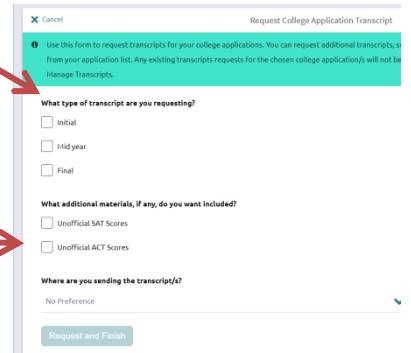 Cancel Request College Application Transcript
Use this form to request transcripts for your college applications. You can request additional transcripts,
from your application list. Any existing transcripts requests for the chosen college application/s will not be
Manage Transcripts.
What type of transcript are you requesting?
Initial
Mid year
Final
What additional materials, if any, do you want included?
Unofficial SAT Scores
Unofficial ACT Scores
Where are you sending the transcript/s?
No Preference
Request and Finish